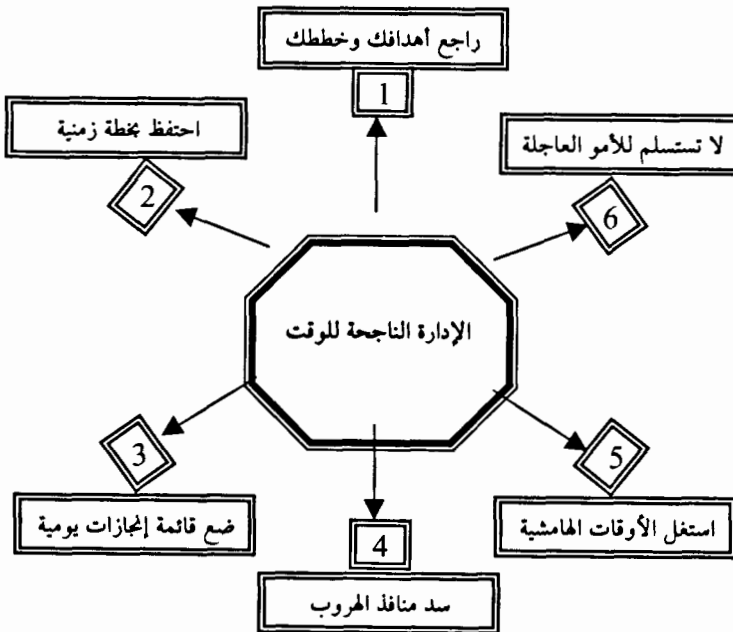 راجع أهدافك وخططك
1
احتفظ بخطة زمنية
2
لا تستسلم للأمو العاجلة
6
الإدارة الناجحة للوقت
3
ضع قائمة إنجازات يومية
5
استغل الأوقات الهامشية
4
سد منافذ الهروب